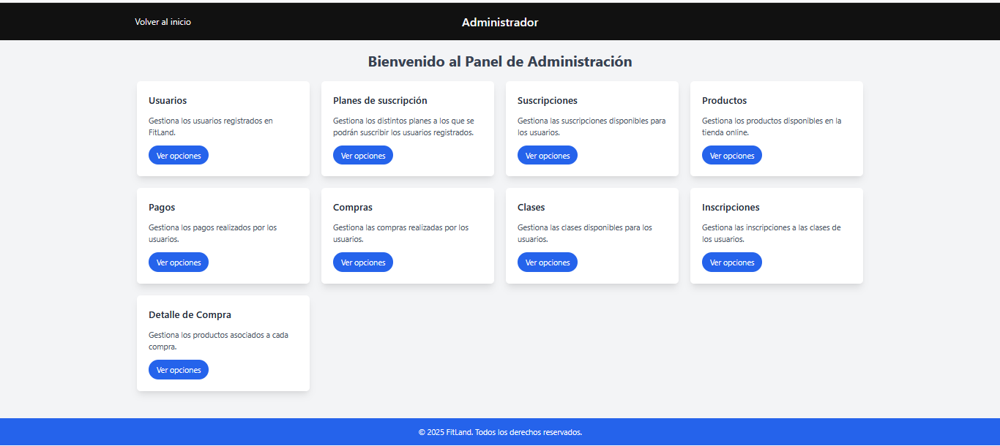 Volver al inicio
Administrador
Bienvenido al Panel de Administración
Usuarios
Gestiona los usuarios registrados en
FitLand.
Ver opciones
Planes de suscripción
Gestiona los distintos planes a los que se
podrán suscribir los usuarios registrados.
Ver opciones
Suscripciones
Gestiona las suscripciones disponibles para
los usuarios.
Ver opciones
Productos
Gestiona los productos disponibles en la
tienda online.
Ver opciones
Pagos
Gestiona los pagos realizados por los
usuarios.
Ver opciones
Compras
Gestiona las compras realizadas por los
usuarios.
Ver opciones
Clases
Gestiona las clases disponibles para los
usuarios.
Ver opciones
Inscripciones
Gestiona las inscripciones a las clases de
los usuarios.
Ver opciones
Detalle de Compra
Gestiona los productos asociados a cada
compra.
Ver opciones
© 2025 FitLand. Todos los derechos reservados.